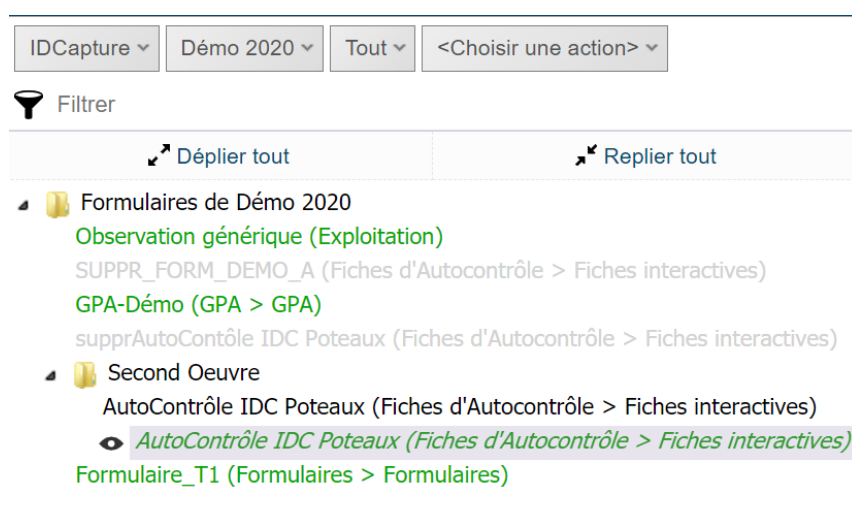 IDCapture Démo 2020 Tout <Choisir une action>
Filtrer
Déplier tout Replier tout
Formulaires de Démo 2020
Observation générique (Exploitation)
SUPPR_FORM_DEMO_A (Fiches d'Autocontrôle > Fiches interactives)
GPA-Démo (GPA > GPA)
supprAutoContôle IDC Poteaux (Fiches d'Autocontrôle > Fiches interactives)
Second Oeuvre
AutoContrôle IDC Poteaux (Fiches d'Autocontrôle > Fiches interactives)
AutoContrôle IDC Poteaux (Fiches d'Autocontrôle > Fiches interactives)
Formulaire_T1 (Formulaires > Formulaires)